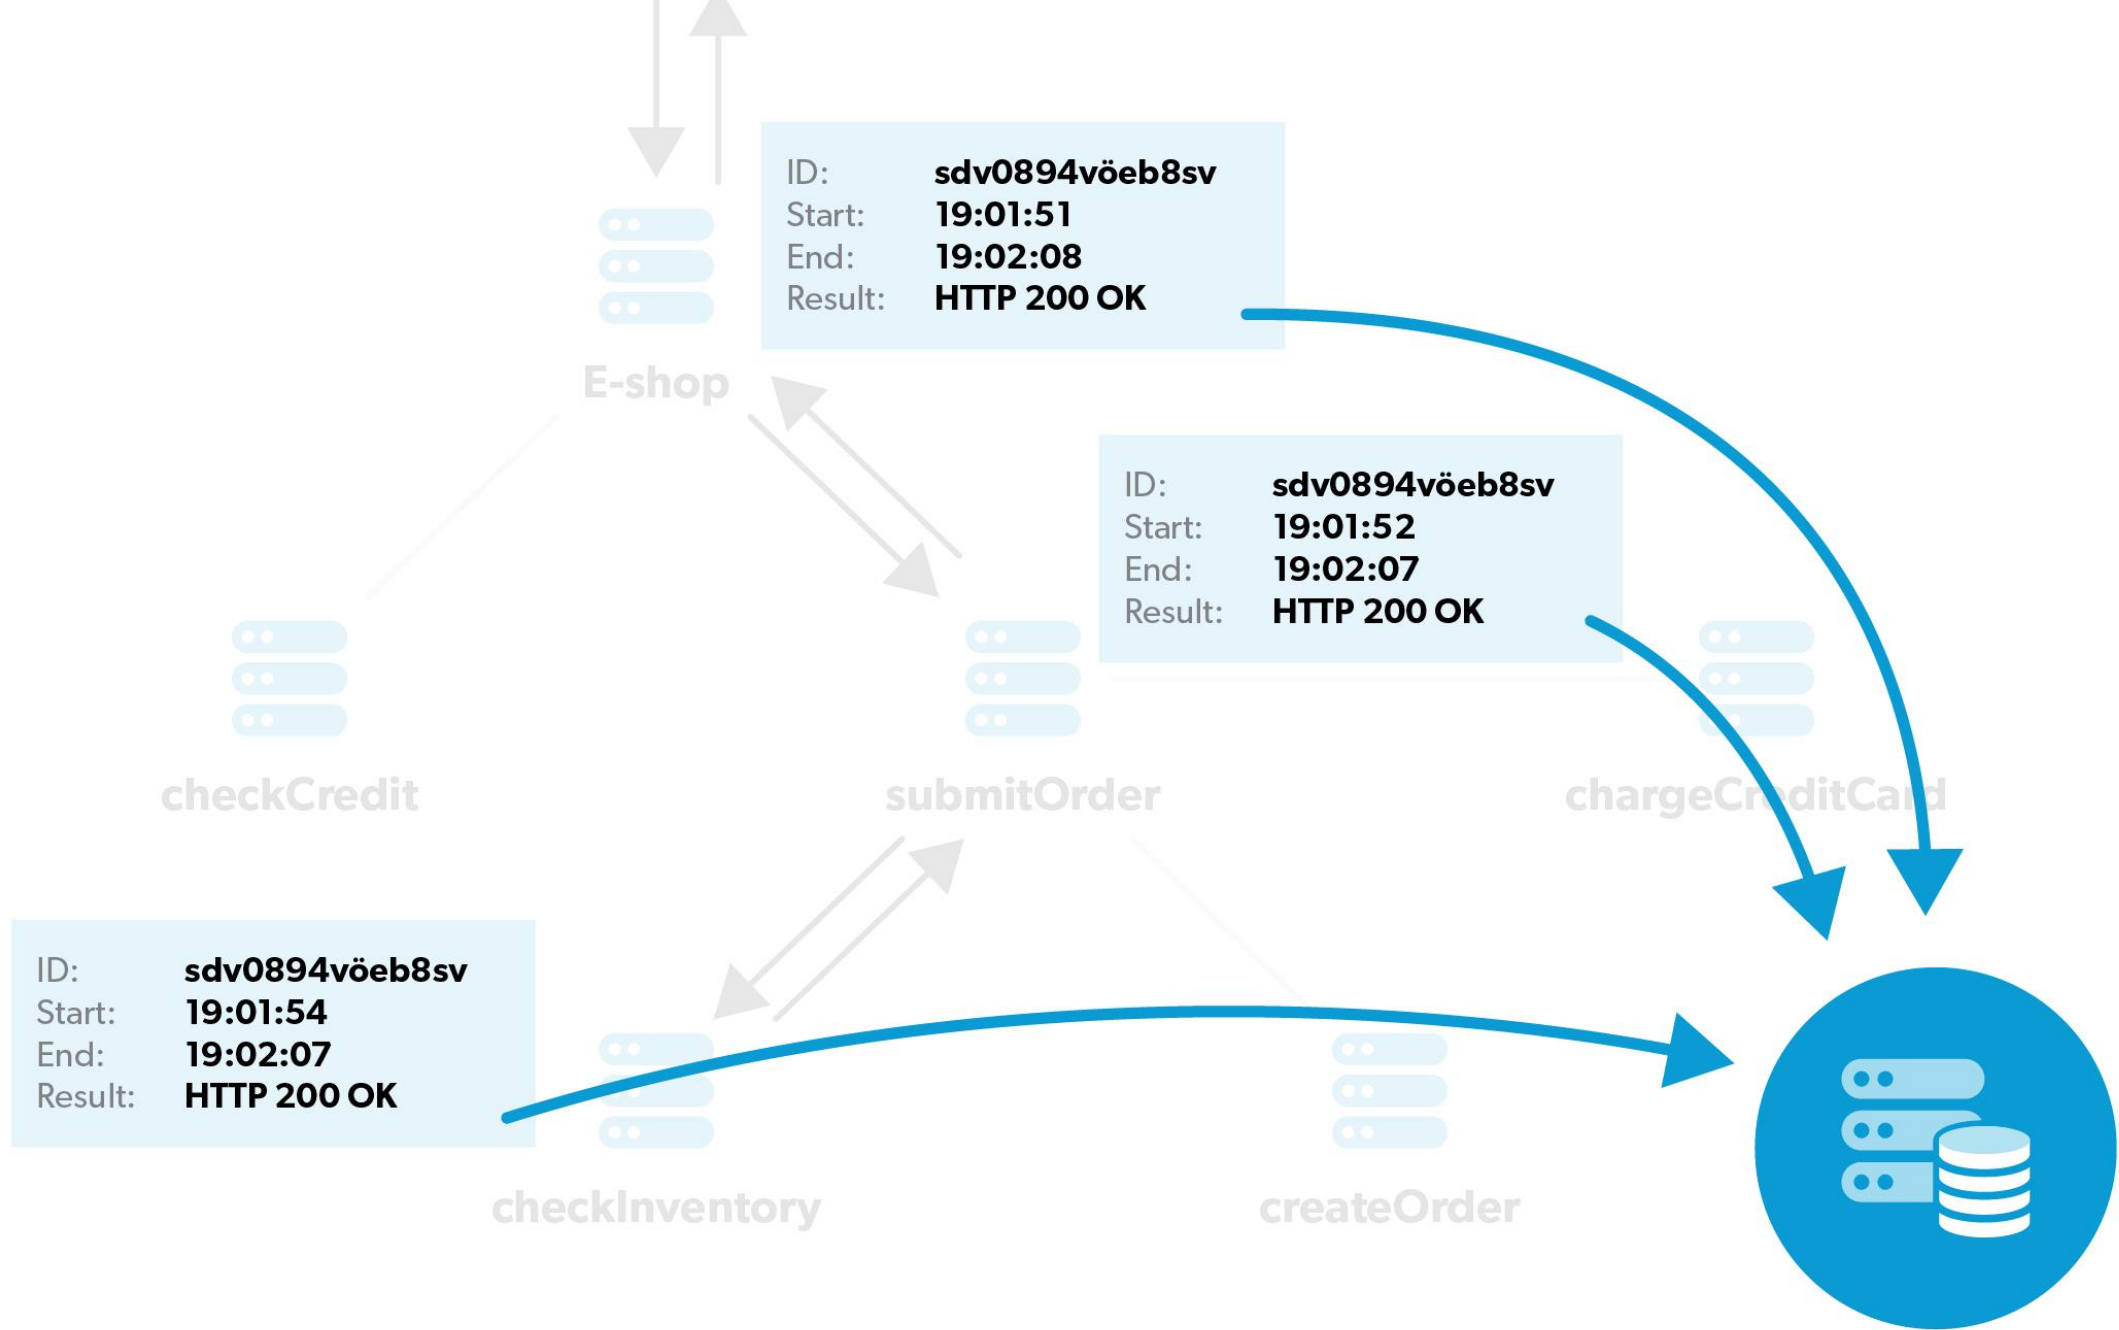 ID: sdv0894vöeb8sv
Start: 19:01:51
End: 19:02:08
Result: HTTP 200 OK
E-shop
ID: sdv0894vöeb8sv
Start: 19:01:52
End: 19:02:07
Result: HTTP 200 OK
checkCredit
submitOrder
chargeCreditCard
ID: sdv0894vöeb8sv
Start: 19:01:54
End: 19:02:07
Result: HTTP 200 OK
checkInventory
createOrder